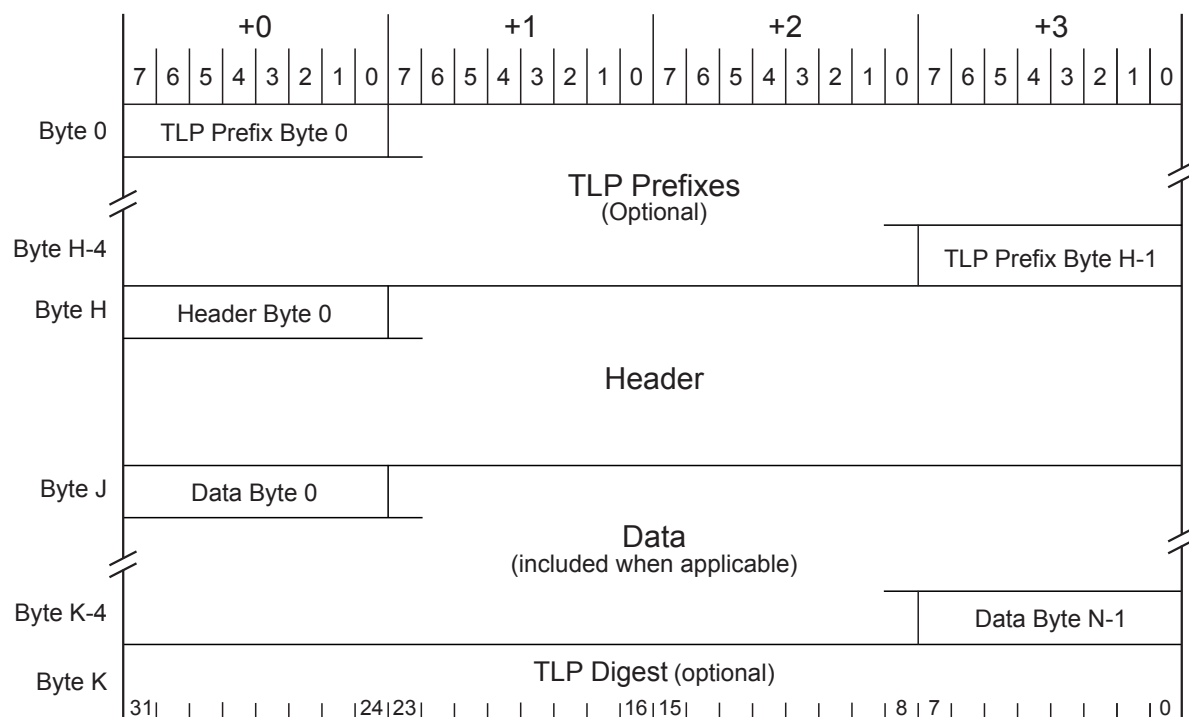 +0 +1 +2 +3
7 6 5 4 3 2 1 0 7 6 5 4 3 2 1 0 7 6 5 4 3 2 1 0 7 6 5 4 3 2 1 0
Byte 0 TLP Prefix Byte 0
TLP Prefixes
(Optional)
Byte H-4 TLP Prefix Byte H-1
Byte H Header Byte 0
Header
Byte J Data Byte 0
Data
(included when applicable)
Byte K-4 Data Byte N-1
TLP Digest (optional)
Byte K
31 24 23 16 15 8 7 0